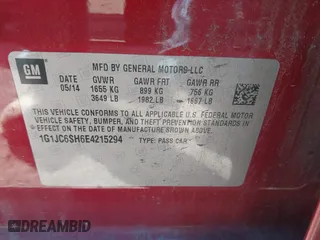 GM
MFD BY GENERAL MOTORS LLC
DATE GVWR GAWR FRT GAWR RR
05/14 1655 KG 899 KG 756 KG
3649 LB 1982 LB 1667 LB
THIS VEHICLE CONFORMS TO ALL APPLICABLE U.S. FEDERAL MOTOR
VEHICLE SAFETY, BUMPER, AND THEFT PREVENTION STANDARDS IN
EFFECT ON THE DATE OF MANUFACTURE SHOWN ABOVE.
1G1JC6SH6E4215294 TYPE: PASS CAR
DREAMBID